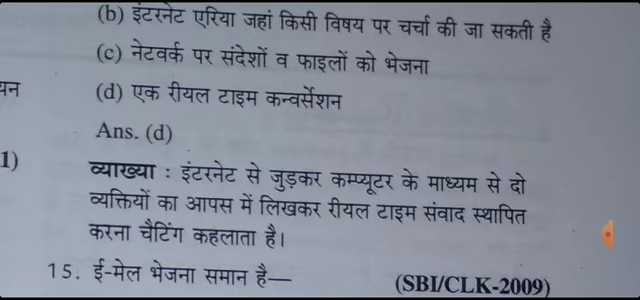 (b) इंटरनेट एरिया जहां किसी विषय पर चर्चा की जा सकती है
(c) नेटवर्क पर संदेशों व फाइलों को भेजना
(d) एक रीयल टाइम कन्वर्सेशन
Ans. (d)
1)
व्याख्या : इंटरनेट से जुड़कर कम्प्यूटर के माध्यम से दो
व्यक्तियों का आपस में लिखकर रीयल टाइम संवाद स्थापित
करना चैटिंग कहलाता है।
15. ई-मेल भेजना समान है—
(SBI/CLK-2009)